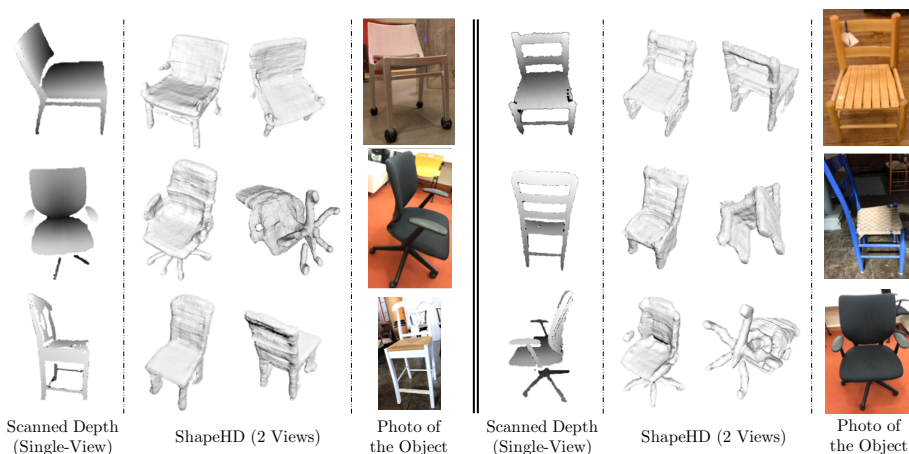 Scanned Depth
(Single-View)
ShapeHD (2 Views)
Photo of
the Object
Scanned Depth
(Single-View)
ShapeHD (2 Views)
Photo of
the Object